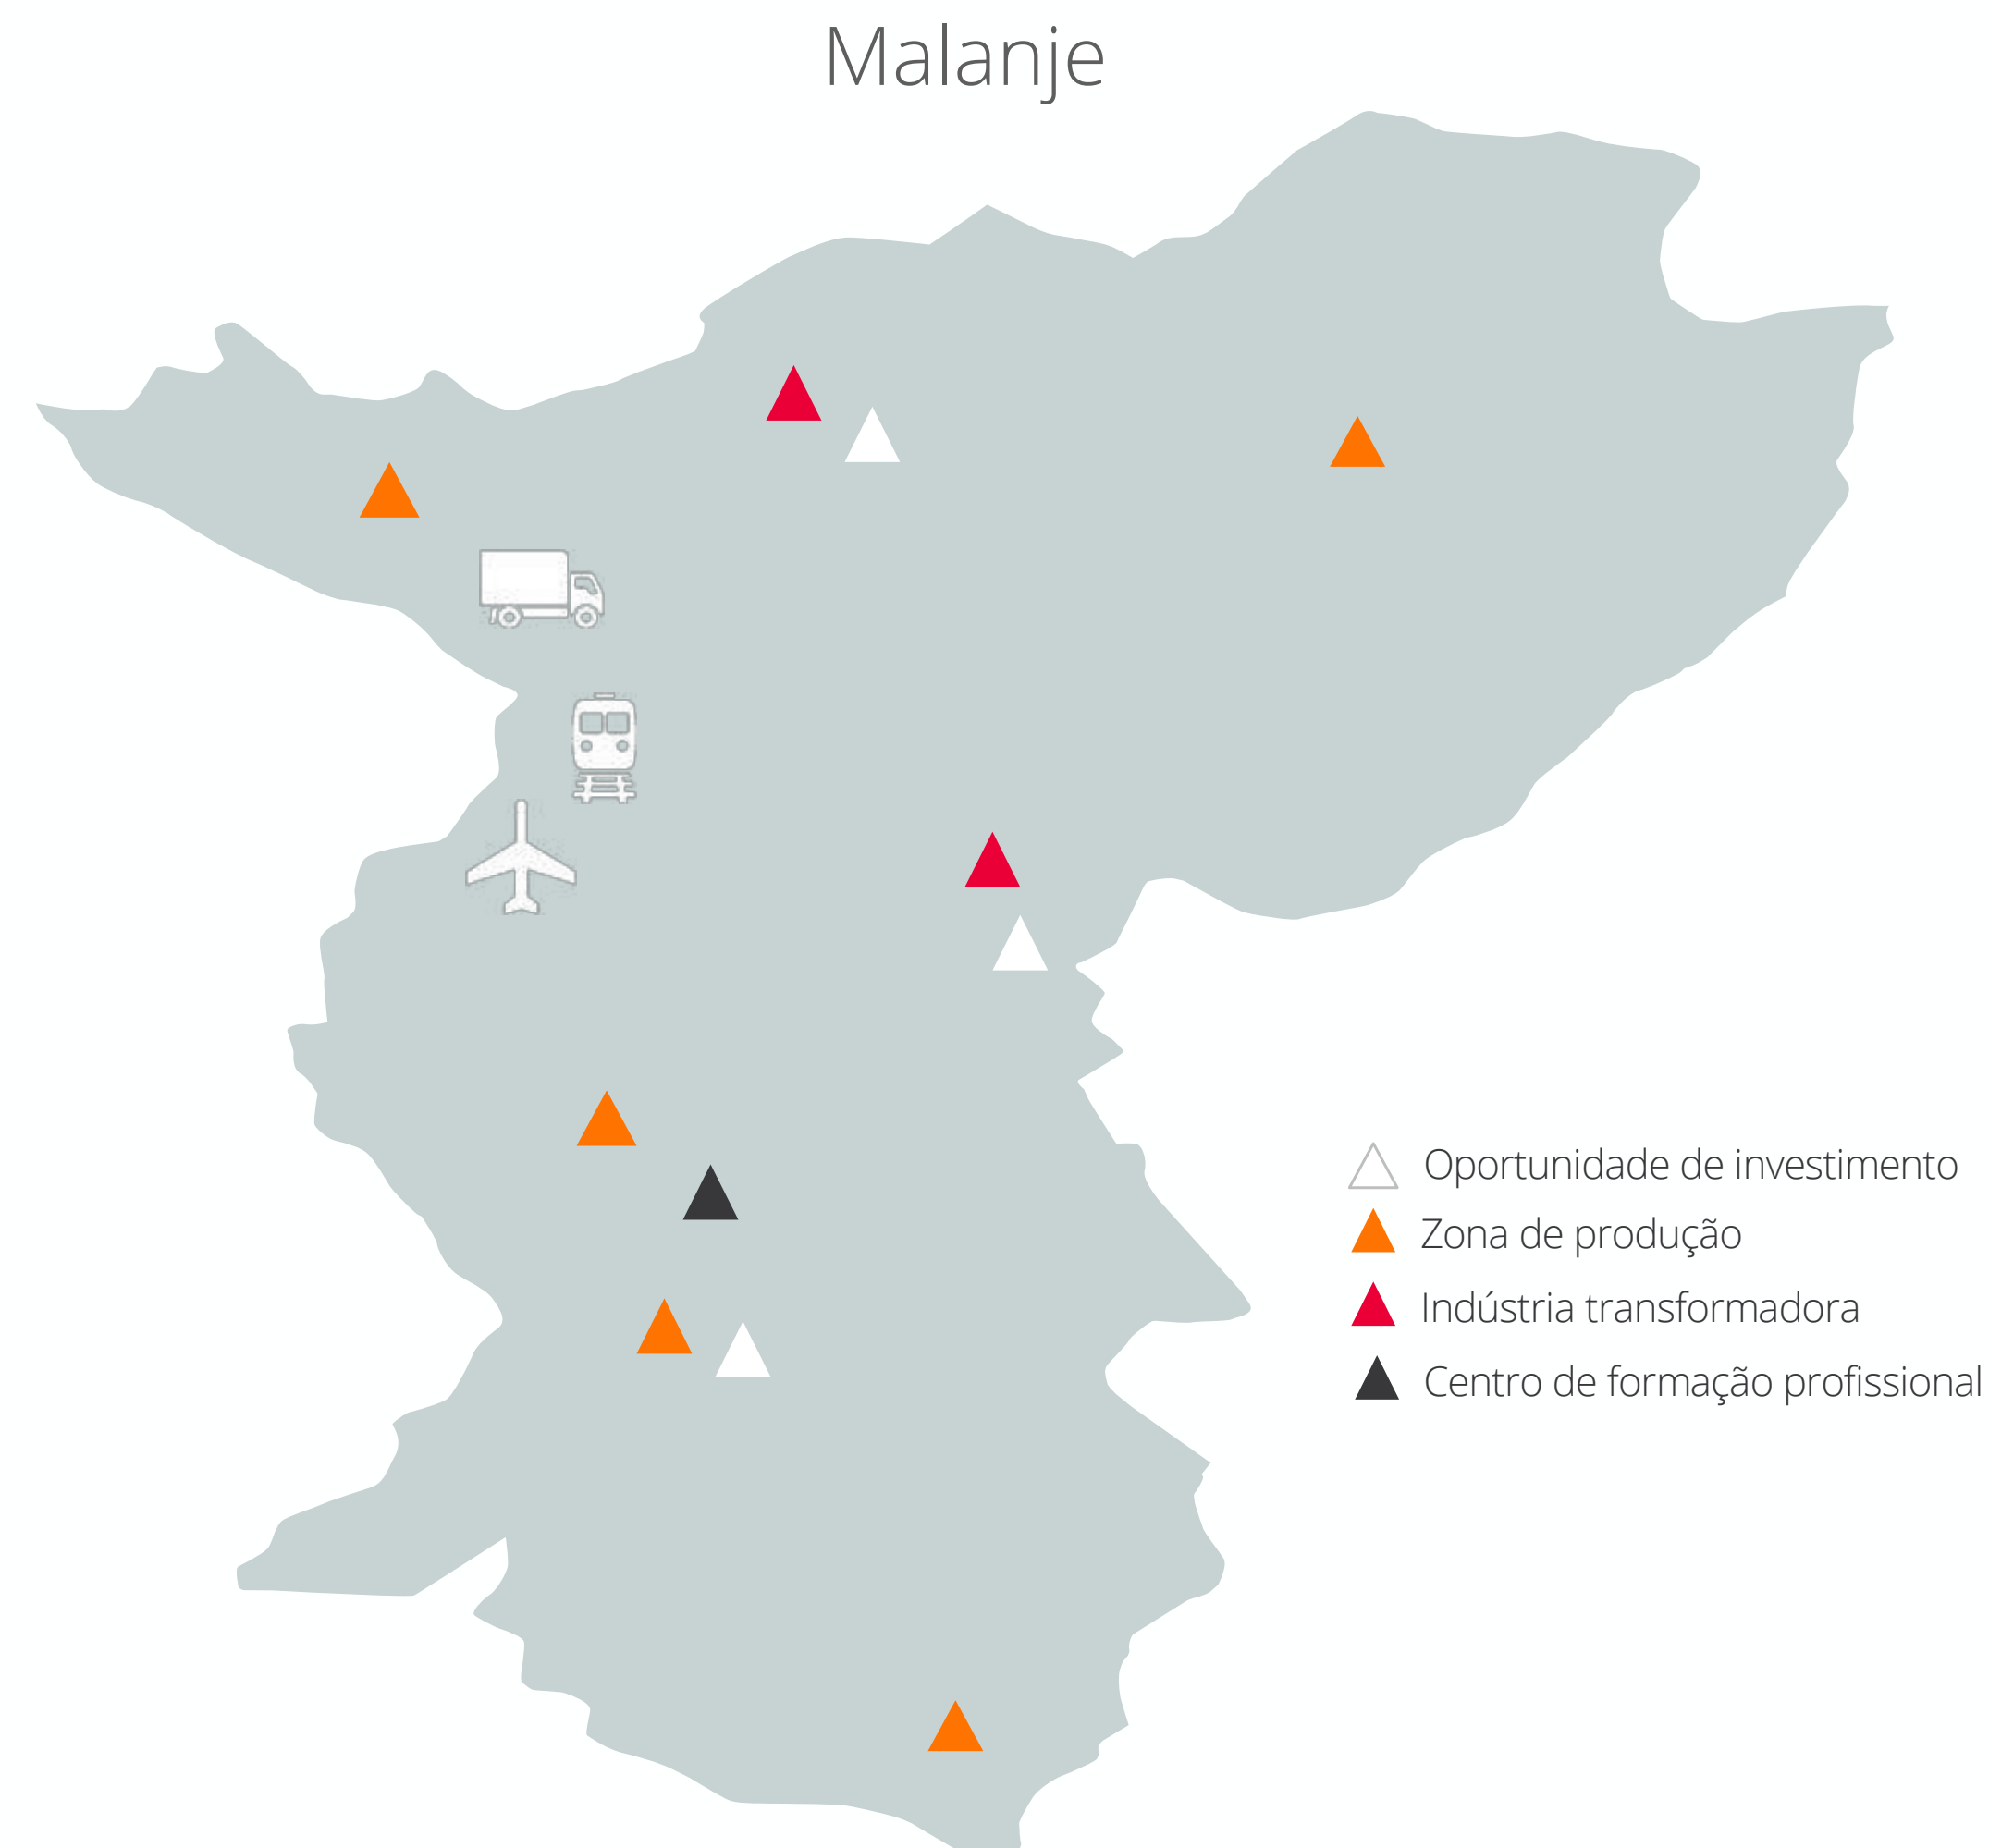 Malanje
Oportunidade de investimento
Zona de produção
Indústria transformadora
Centro de formação profissional